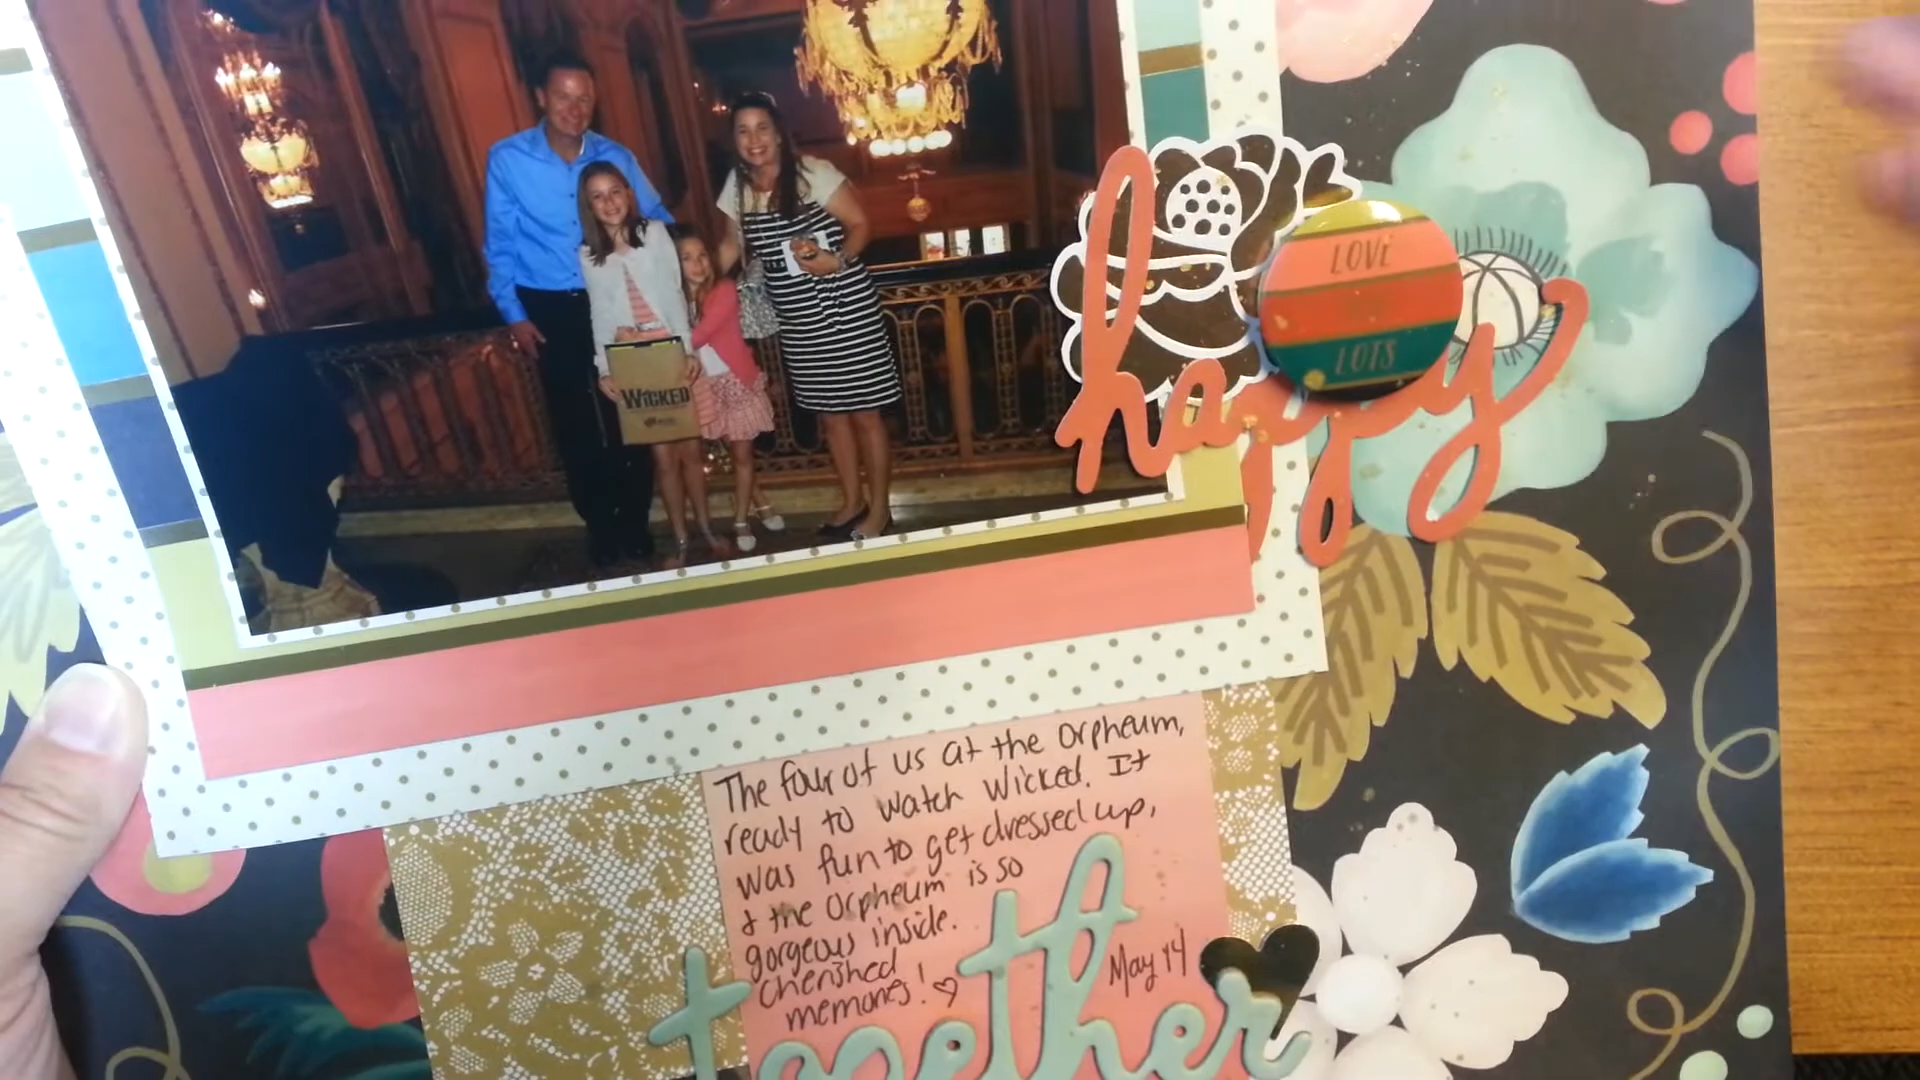 WICKED
LOVE
LOTS
happy
The four of us at the Orpheum,
ready to watch Wicked. It
was fun to get dressed up,
& the Orpheum is so
gorgeous inside.
Cherished
memories! ♡
May '14
together